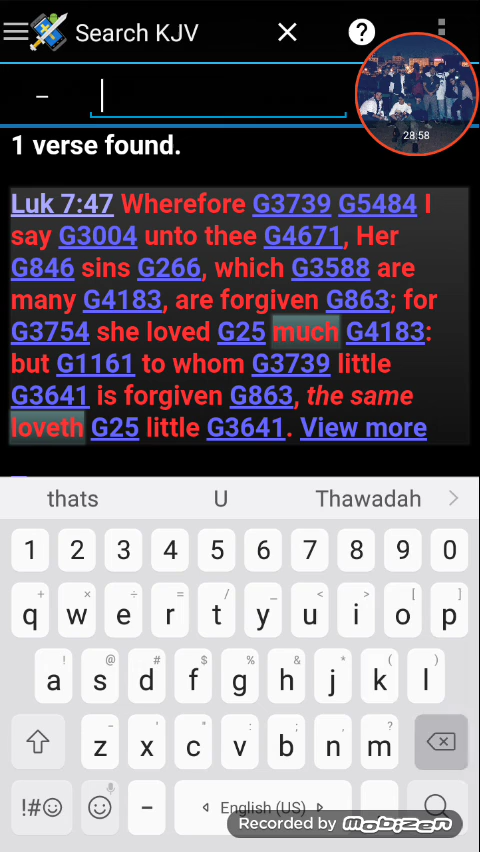 Search KJV
28:58
1 verse found.
Luk 7:47 Wherefore G3739 G5484 I
say G3004 unto thee G4671, Her
G846 sins G266, which G3588 are
many G4183, are forgiven G863; for
G3754 she loved G25 much G4183:
but G1161 to whom G3739 little
G3641 is forgiven G863, the same
loveth G25 little G3641. View more
thats U Thawadah
1 2 3 4 5 6 7 8 9 0
+ × ÷ = / _ < > [ ]
q w e r t y u i o p
! @ # $ % & * ( )
a s d f g h j k l
- ' " : ; , ?
z x c v b n m
!#☺ - English (US)
Recorded by mobizen